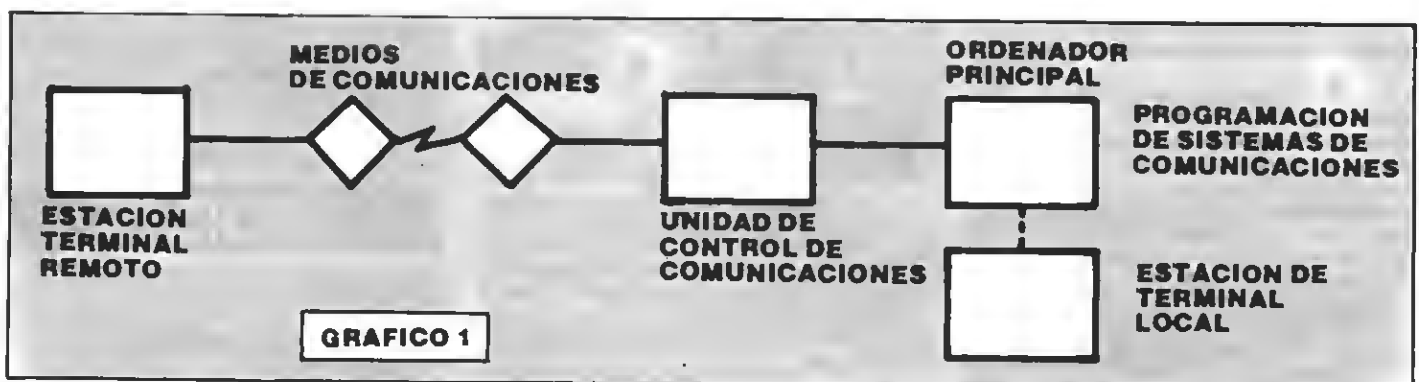 MEDIOS
DE COMUNICACIONES
ORDENADOR
PRINCIPAL
PROGRAMACION
DE SISTEMAS DE
COMUNICACIONES
ESTACION
TERMINAL
REMOTO
UNIDAD DE
CONTROL DE
COMUNICACIONES
ESTACION DE
TERMINAL
LOCAL
GRAFICO 1